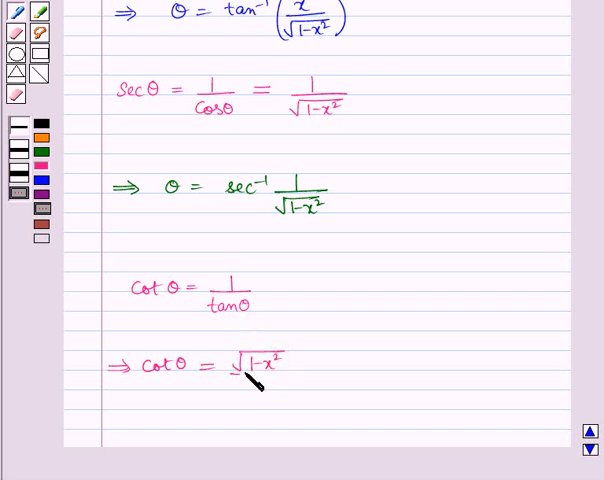 ⇒ θ = tan⁻¹ (x/√(1-x²))
secθ = 1/cosθ = 1/√(1-x²)
⇒ θ = sec⁻¹ 1/√(1-x²)
cot θ = 1/tanθ
⇒ cot θ = √(1-x²)